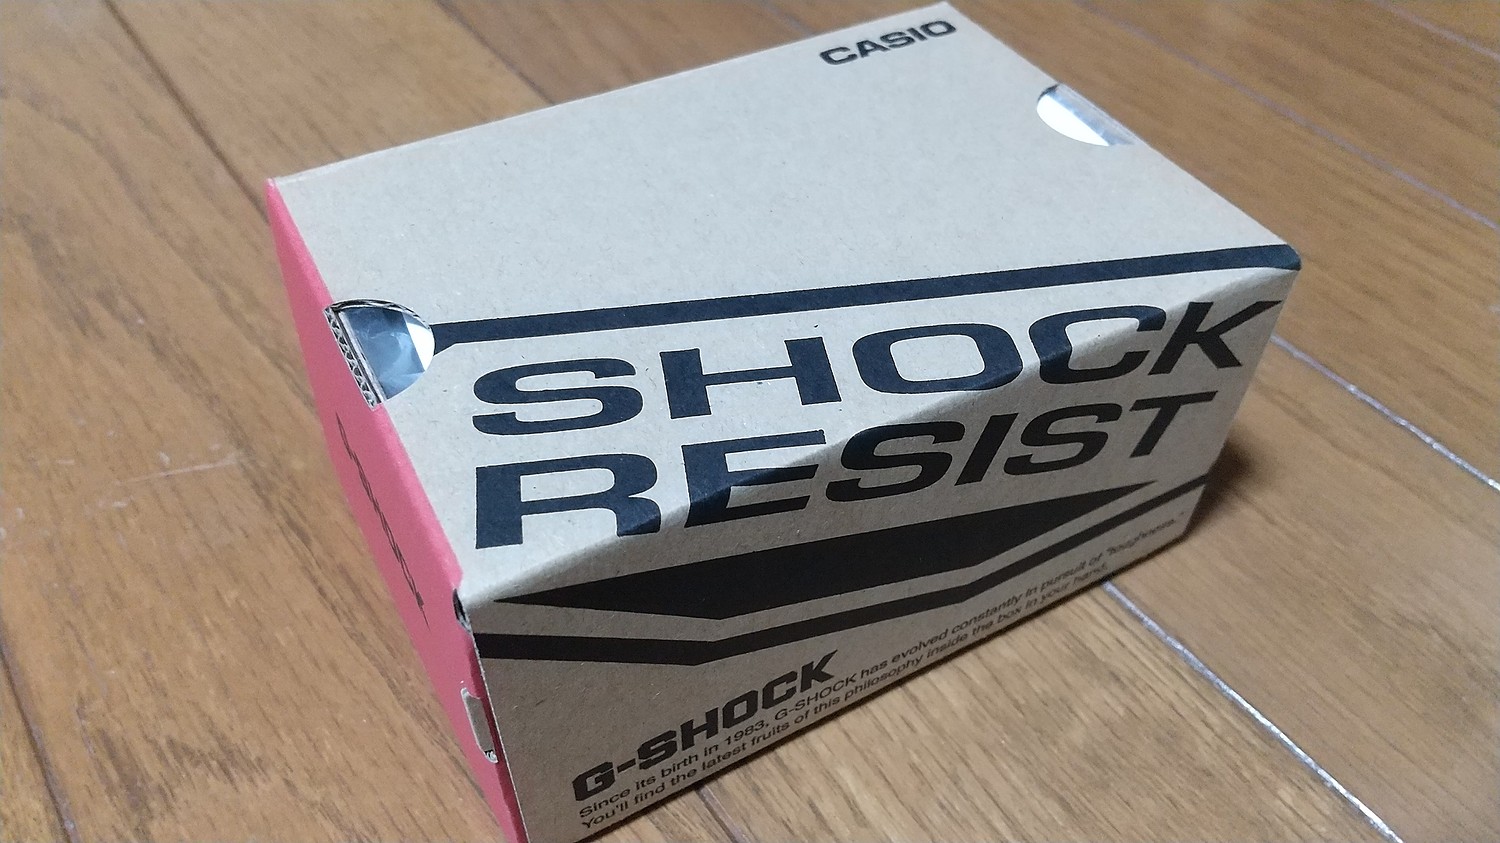 CASIO
SHOCK
RESIST
G-SHOCK
Since its birth in 1983, G-SHOCK has evolved constantly in pursuit of "toughness."
You'll find the latest fruits of this philosophy inside the box in your hand.